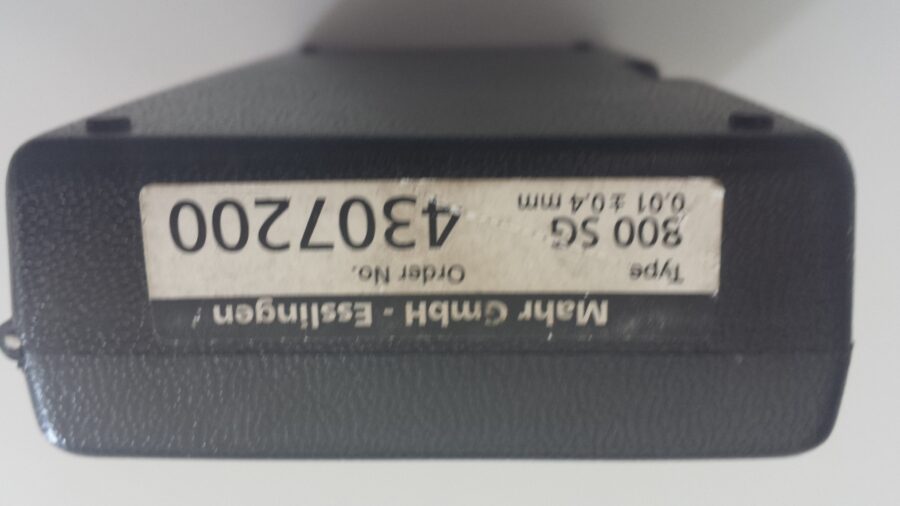 Mahr GmbH - Esslingen
Type Order No.
800 SG 4307200
0,01 ±0,4 mm